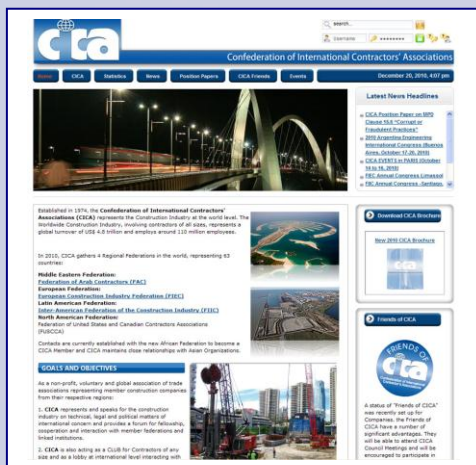 search...
cica
Username
Confederation of International Contractors' Associations
Home CICA Statistics News Position Papers CICA Friends Events December 20, 2010, 4:07 pm
Latest News Headlines
CICA Position Paper on
Clause 15.6 "Corrupt or
Fraudulent Practices"
2010 Argentina Engineering
International Congress (Buenos
Aires, October 17-20, 2010)
CICA EVENTS in PARIS (October
14 to 16, 2010)
FIEC Annual Congress Limassol
FIIC Annual Congress -Santiago,
Established in 1974, the Confederation of International Contractors'
Associations (CICA) represents the Construction Industry at the world level. The
Worldwide Construction Industry, involving contractors of all sizes, represents a
global turnover of US$ 4.8 trillion and employs around 110 million employees.
In 2010, CICA gathers 4 Regional Federations in the world, representing 63
countries:
Middle Eastern Federation:
Federation of Arab Contractors (FAC)
European Federation:
European Construction Industry Federation (FIEC)
Latin American Federation:
Inter-American Federation of the Construction Industry (FIIC)
North American Federation:
Federation of United States and Canadian Contractors Associations
(FUSCCA)
Contacts are currently established with the new African Federation to become a
CICA Member and CICA maintains close relationships with Asian Organizations.
GOALS AND OBJECTIVES
As a non-profit, voluntary and global association of trade
associations representing member construction companies
from their respective regions:
1. CICA represents and speaks for the construction
industry on technical, legal and political matters of
international concern and provides a forum for fellowship,
cooperation and interaction with member federations and
linked institutions.
2. CICA is also acting as a CLUB for Contractors of any
size and as a lobby at international level interacting with
Download CICA Brochure
New 2010 CICA Brochure
Friends of CICA
FRIENDS OF
cica
Confederation of International
Contractors' Associations
A status of "Friends of CICA"
was recently set up for
Companies, the Friends of
CICA have a number of
significant advantages. They
will be able to attend CICA
Council Meetings and will be
encouraged to participate in